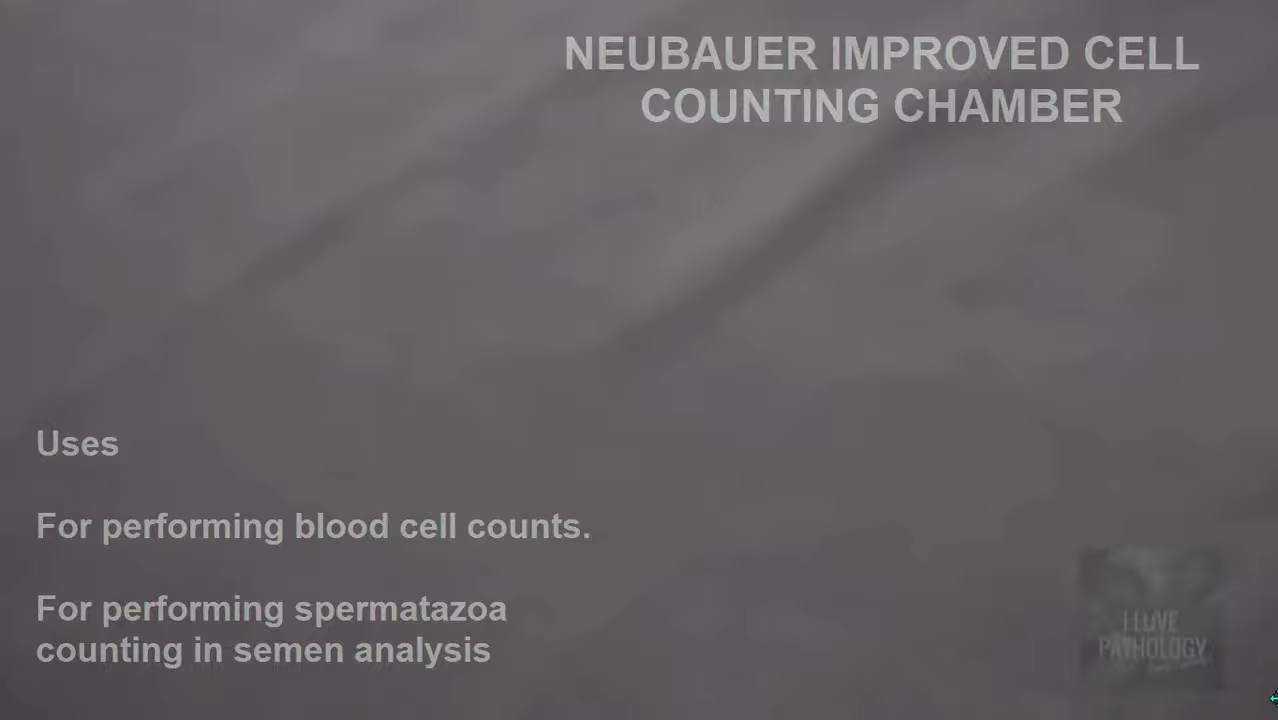 NEUBAUER IMPROVED CELL
COUNTING CHAMBER
Uses
For performing blood cell counts.
For performing spermatazoa
counting in semen analysis
I LOVE
PATHOLOGY